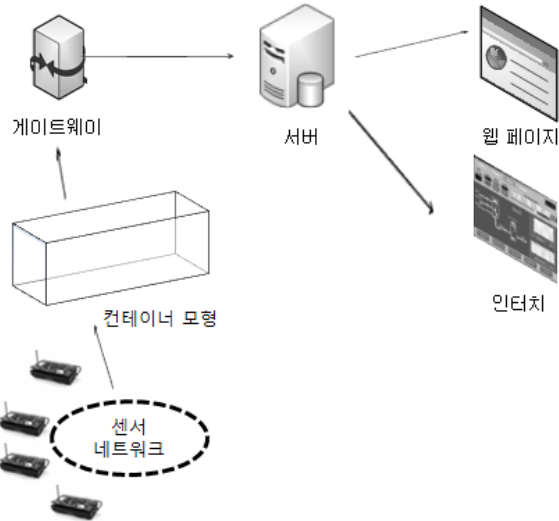 게이트웨이
서버
웹 페이지
인터치
컨테이너 모형
센서
네트워크